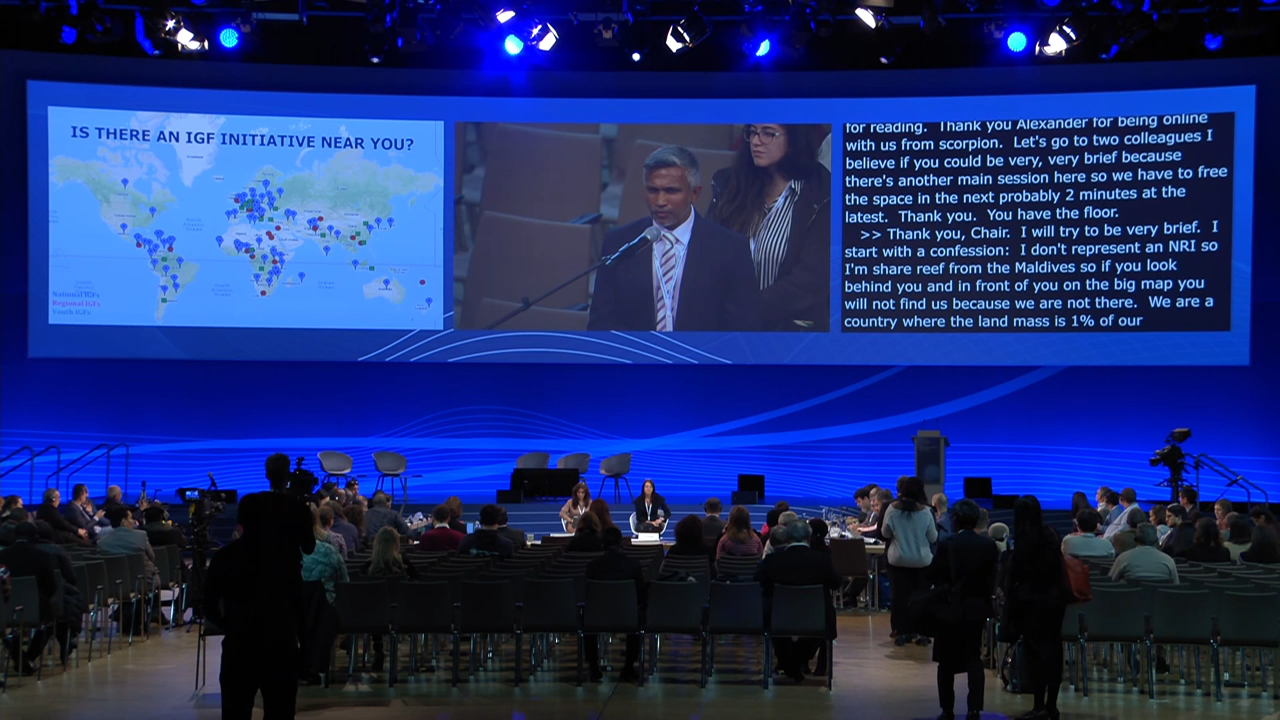 IS THERE AN IGF INITIATIVE NEAR YOU?
National IGFs
Regional IGFs
Youth IGFs
for reading. Thank you Alexander for being online
with us from scorpion. Let's go to two colleagues I
believe if you could be very, very brief because
there's another main session here so we have to free
the space in the next probably 2 minutes at the
latest. Thank you. You have the floor.
>> Thank you, Chair. I will try to be very brief. I
start with a confession: I don't represent an NRI so
I'm share reef from the Maldives so if you look
behind you and in front of you on the big map you
will not find us because we are not there. We are a
country where the land mass is 1% of our